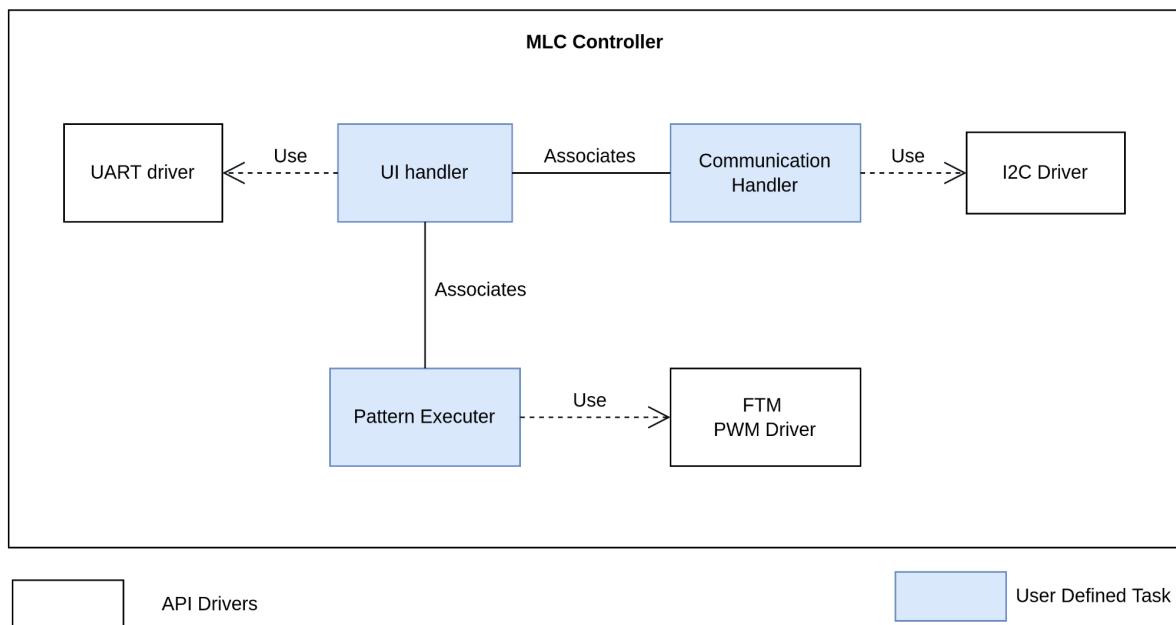 MLC Controller
UART driver
Use
UI handler
Associates
Communication
Handler
Use
I2C Driver
Associates
Pattern Executer
Use
FTM
PWM Driver
API Drivers
User Defined Task